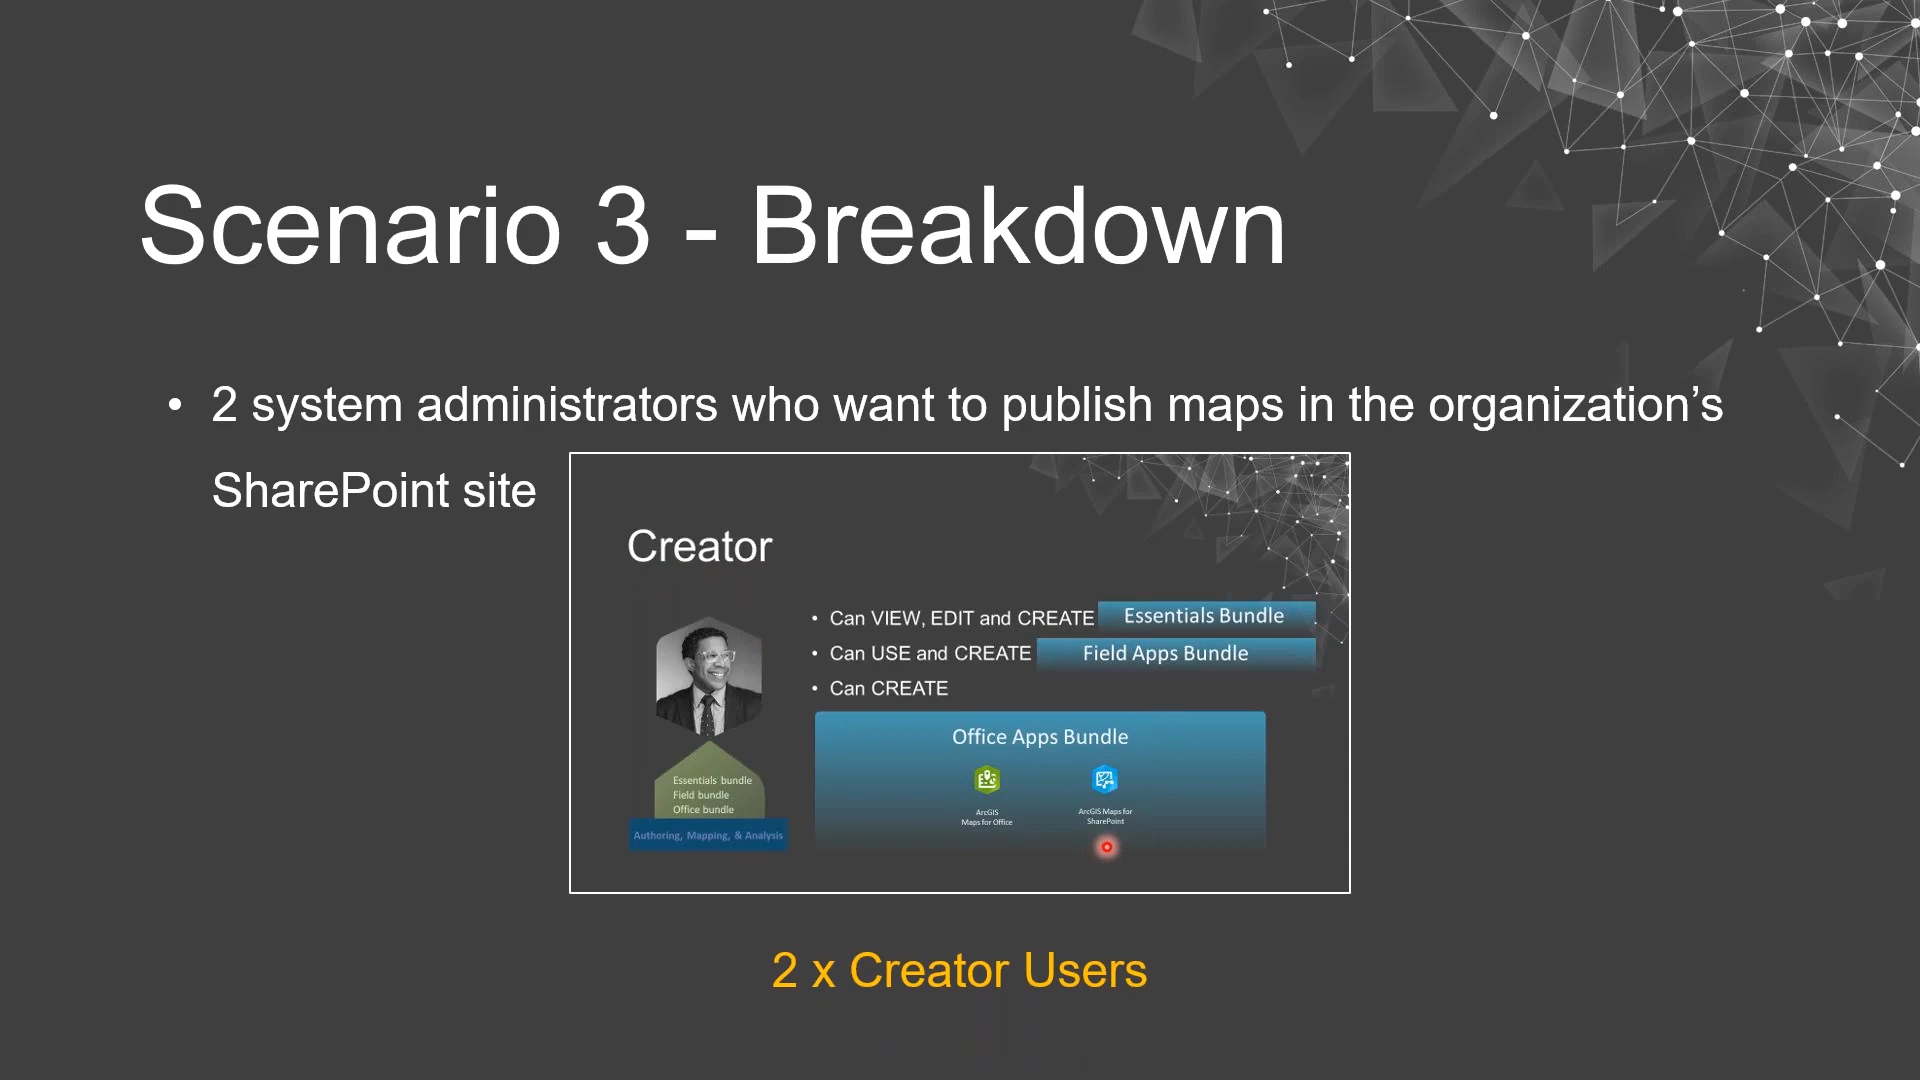 Scenario 3 - Breakdown
• 2 system administrators who want to publish maps in the organization’s
SharePoint site
Creator
• Can VIEW, EDIT and CREATE Essentials Bundle
• Can USE and CREATE Field Apps Bundle
• Can CREATE
Office Apps Bundle
ArcGIS
Maps for Office
ArcGIS Maps for
SharePoint
Essentials bundle
Field bundle
Office bundle
Authoring, Mapping, & Analysis
2 x Creator Users